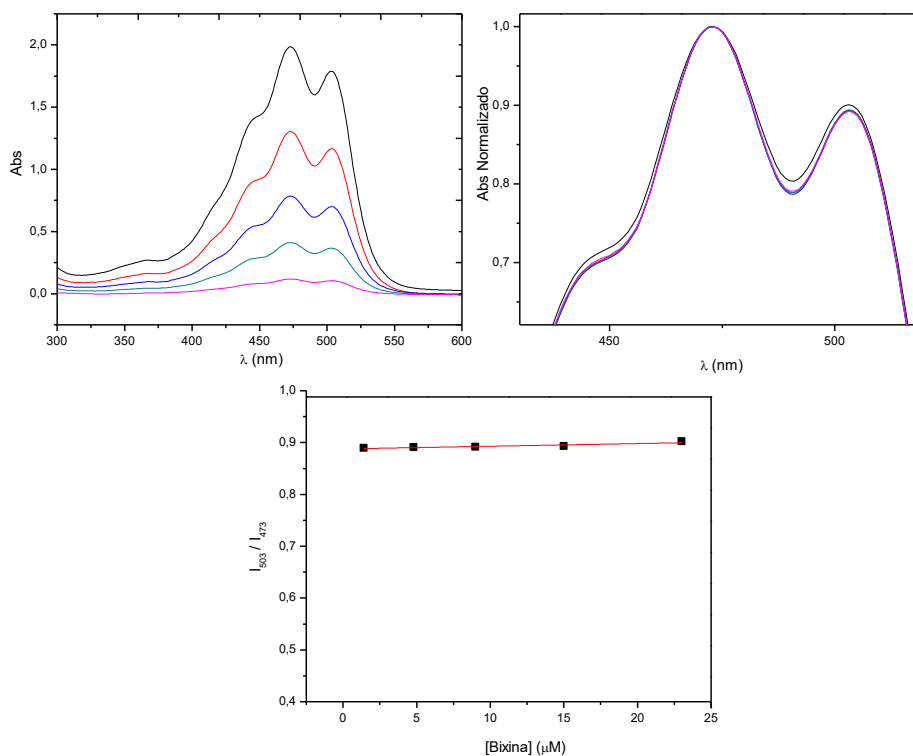 Abs
2,0
1,5
1,0
0,5
0,0
300 350 400 450 500 550 600
λ (nm)
Abs Normalizado
1,0
0,9
0,8
0,7
450 500
λ (nm)
I503 / I473
1,0
0,9
0,8
0,7
0,6
0,5
0,4
0 5 10 15 20 25
[Bixina] (μM)